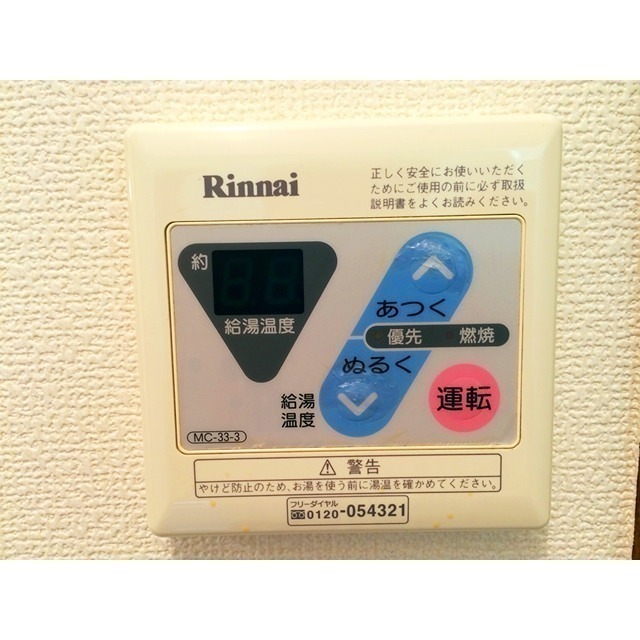 Rinnai
正しく安全にお使いいただく
ためにご使用の前に必ず取扱
説明書をよくお読みください。
約
給湯温度
あつく
優先 燃焼
ぬるく
給湯
温度
運転
MC-33-3
⚠ 警告
やけど防止のため、お湯を使う前に湯温を確かめてください。
フリーダイヤル
0120-054321